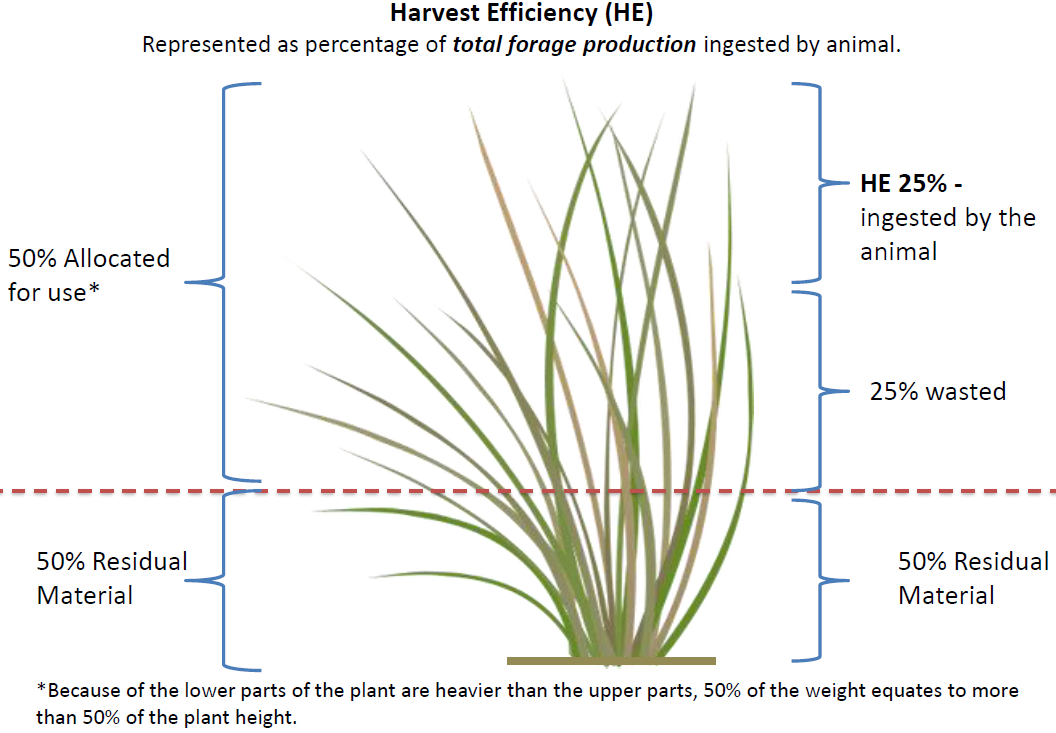 Harvest Efficiency (HE)
Represented as percentage of total forage production ingested by animal.
50% Allocated
for use*
HE 25% -
ingested by the
animal
25% wasted
50% Residual
Material
50% Residual
Material
*Because of the lower parts of the plant are heavier than the upper parts, 50% of the weight equates to more
than 50% of the plant height.